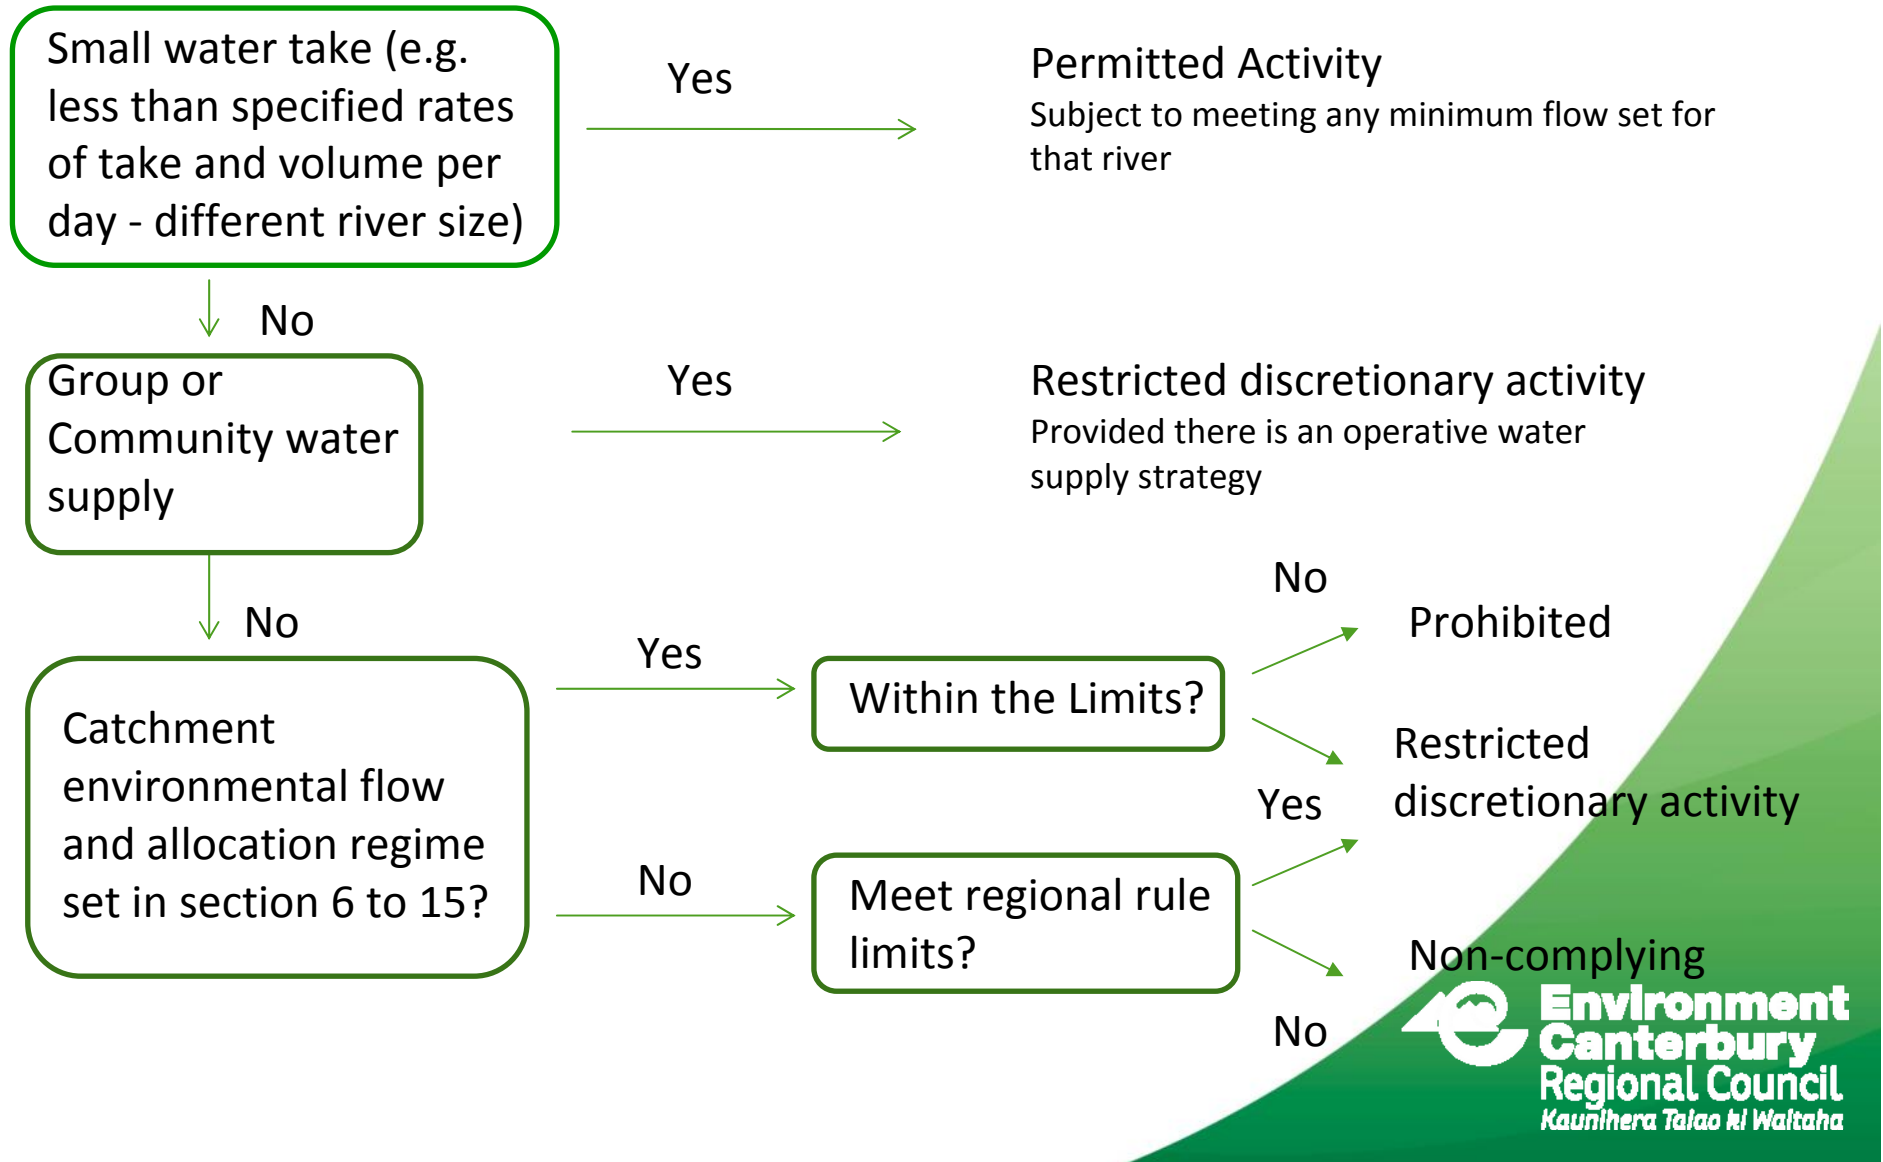 Small water take (e.g.
less than specified rates
of take and volume per
day - different river size)
Yes
Permitted Activity
Subject to meeting any minimum flow set for
that river
No
Group or
Community water
supply
Yes
Restricted discretionary activity
Provided there is an operative water
supply strategy
No
Catchment
environmental flow
and allocation regime
set in section 6 to 15?
Yes
Within the Limits?
No
Prohibited
Yes
Restricted
discretionary activity
No
Meet regional rule
limits?
Non-complying
No
Environment
Canterbury
Regional Council
Kaunihera Taiao ki Waitaha